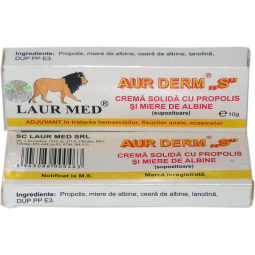 Ingrediente: Propolis, miere de albine, ceară de albine, lanolină,
DUP PP E3.
AUR DERM „S"
LAUR MED®
CREMĂ SOLIDĂ CU PROPOLIS
ȘI MIERE DE ALBINE
(supozitoare)
ADJUVANT în tratarea hemoroizilor, fisurilor anale, eczemelor
℮10g
SC LAUR MED SRL
AUR DERM „S"
CREMĂ SOLIDĂ CU PROPOLIS
ȘI MIERE DE ALBINE
(supozitoare)
Notificat la M.S.
Marcă înregistrată
Ingrediente: Propolis, miere de albine, ceară de albine, lanolină,
DUP PP E3.